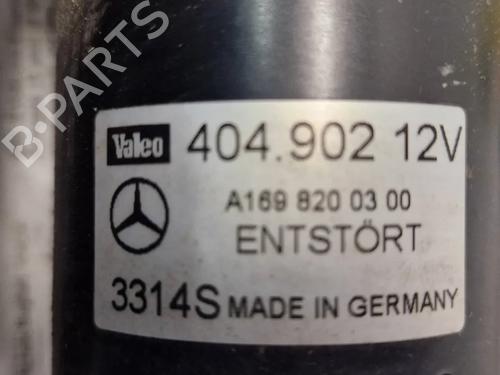 B-PARTS
Valeo 404.902 12V
A169 820 03 00
ENTSTÖRT
3314S MADE IN GERMANY